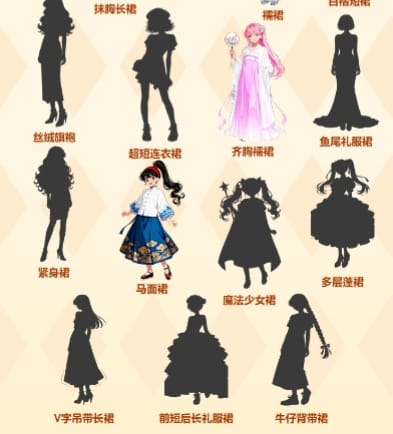 抹胸长裙
襦裙
百褶短裙
丝绒旗袍
超短连衣裙
齐胸襦裙
鱼尾礼服裙
紧身裙
马面裙
魔法少女裙
多层蓬裙
V字吊带长裙
前短后长礼服裙
牛仔背带裙